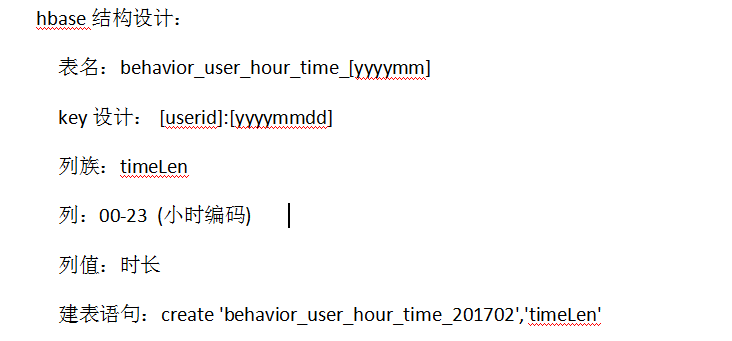 hbase 结构设计：
表名：behavior_user_hour_time_[yyyymm]
key 设计： [userid]:[yyyymmdd]
列族：timeLen
列：00-23 (小时编码)
列值：时长
建表语句：create 'behavior_user_hour_time_201702','timeLen'